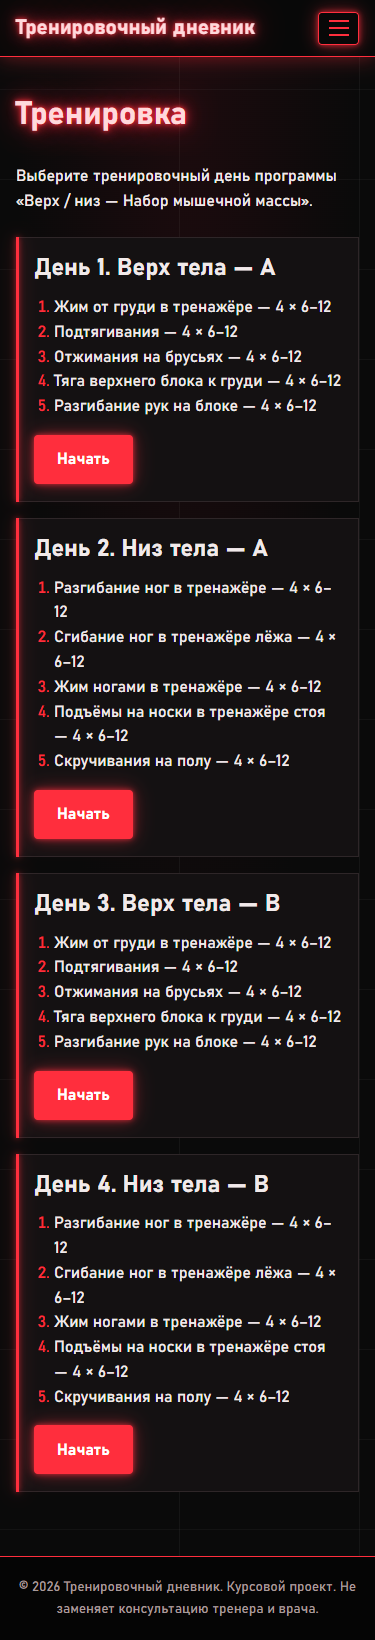 Тренировочный дневник
Тренировка
Выберите тренировочный день программы
«Верх / низ — Набор мышечной массы».
День 1. Верх тела — А
1. Жим от груди в тренажёре — 4 × 6–12
2. Подтягивания — 4 × 6–12
3. Отжимания на брусьях — 4 × 6–12
4. Тяга верхнего блока к груди — 4 × 6–12
5. Разгибание рук на блоке — 4 × 6–12
Начать
День 2. Низ тела — А
1. Разгибание ног в тренажёре — 4 × 6–
12
2. Сгибание ног в тренажёре лёжа — 4 ×
6–12
3. Жим ногами в тренажёре — 4 × 6–12
4. Подъёмы на носки в тренажёре стоя
— 4 × 6–12
5. Скручивания на полу — 4 × 6–12
Начать
День 3. Верх тела — В
1. Жим от груди в тренажёре — 4 × 6–12
2. Подтягивания — 4 × 6–12
3. Отжимания на брусьях — 4 × 6–12
4. Тяга верхнего блока к груди — 4 × 6–12
5. Разгибание рук на блоке — 4 × 6–12
Начать
День 4. Низ тела — В
1. Разгибание ног в тренажёре — 4 × 6–
12
2. Сгибание ног в тренажёре лёжа — 4 ×
6–12
3. Жим ногами в тренажёре — 4 × 6–12
4. Подъёмы на носки в тренажёре стоя
— 4 × 6–12
5. Скручивания на полу — 4 × 6–12
Начать
© 2026 Тренировочный дневник. Курсовой проект. Не
заменяет консультацию тренера и врача.